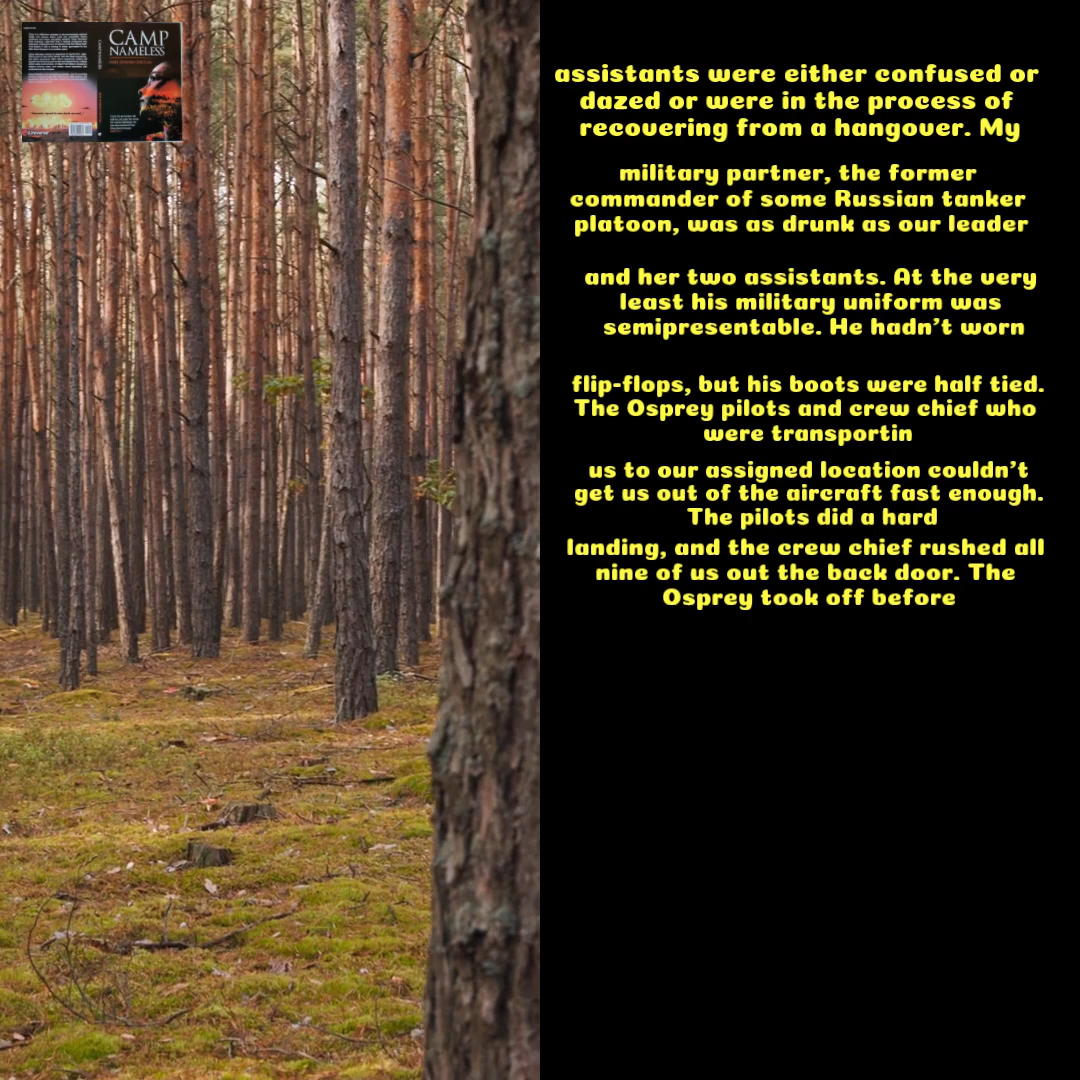 CAMP
NAMELESS
assistants were either confused or
dazed or were in the process of
recovering from a hangover. My
military partner, the former
commander of some Russian tanker
platoon, was as drunk as our leader
and her two assistants. At the very
least his military uniform was
semipresentable. He hadn't worn
flip-flops, but his boots were half tied.
The Osprey pilots and crew chief who
were transportin
us to our assigned location couldn't
get us out of the aircraft fast enough.
The pilots did a hard
landing, and the crew chief rushed all
nine of us out the back door. The
Osprey took off before